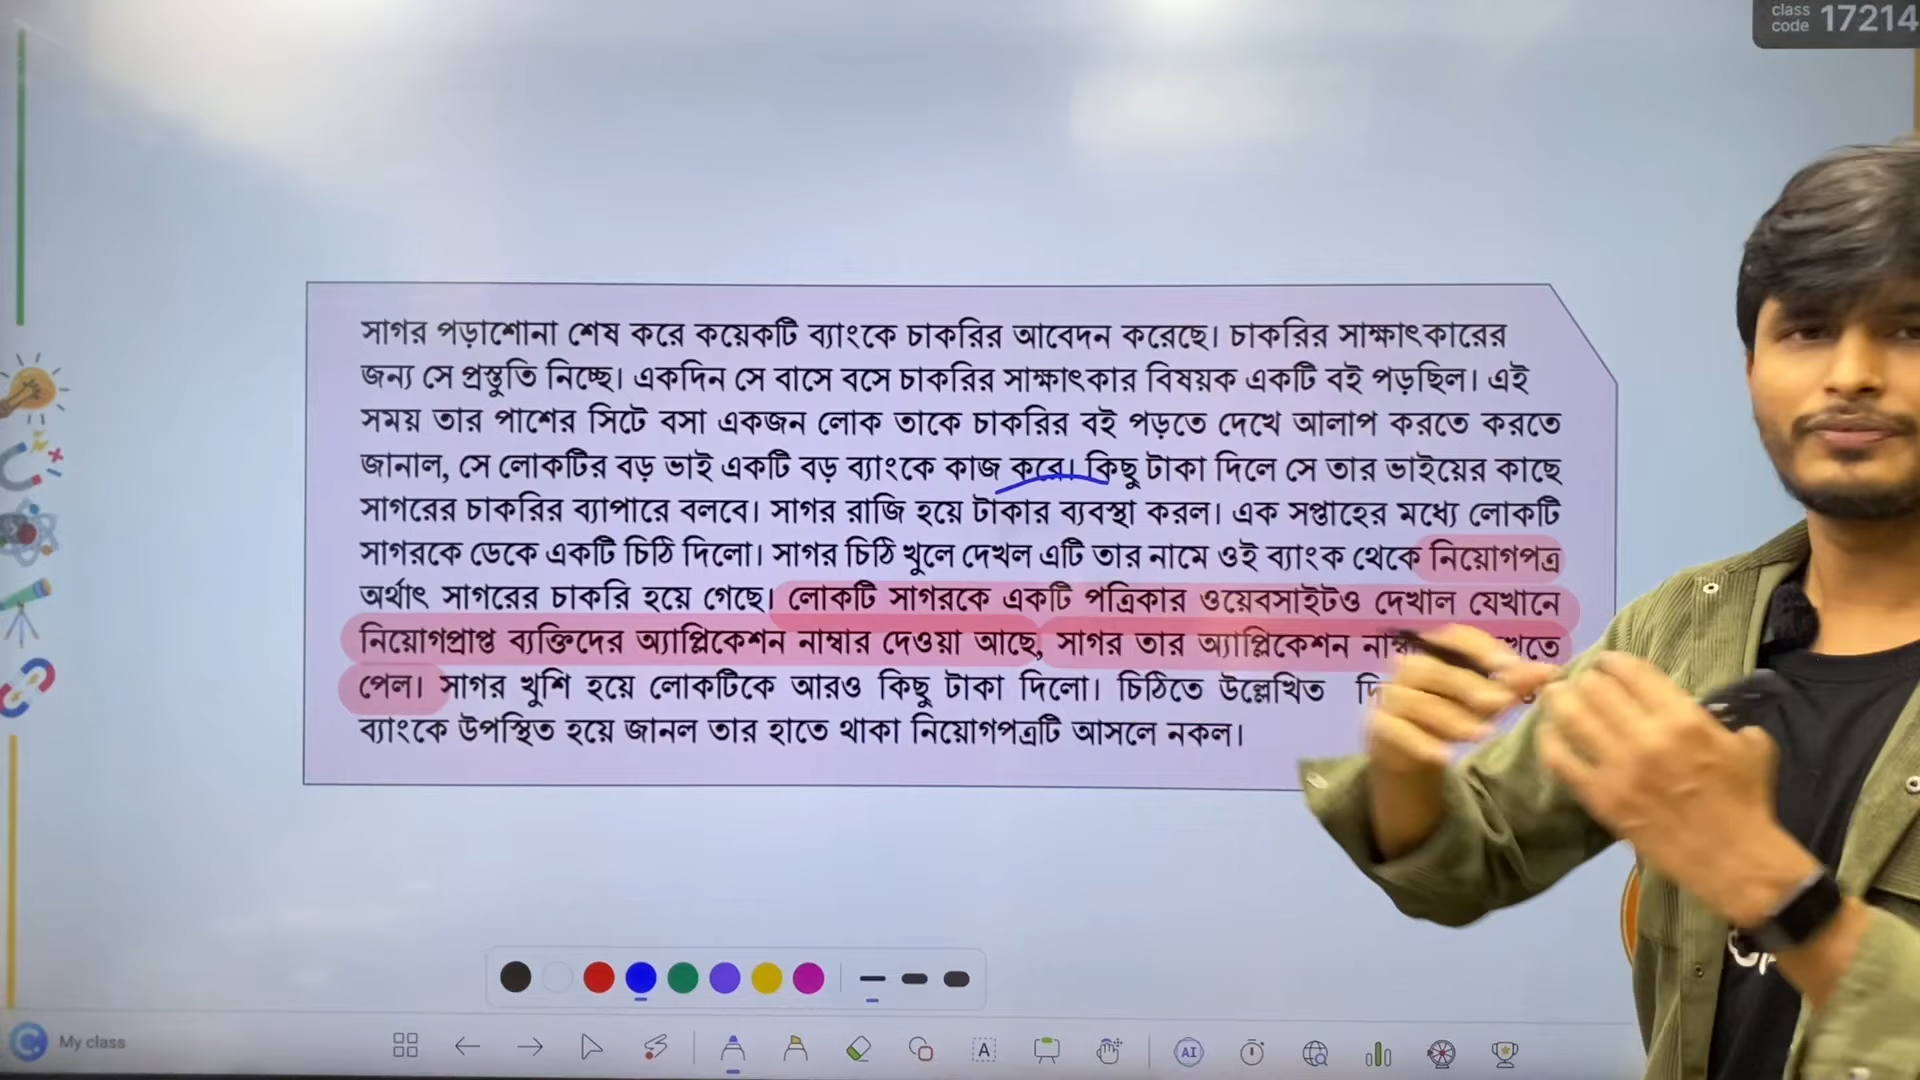 class
code 17214
সাগর পড়াশোনা শেষ করে কয়েকটি ব্যাংকে চাকরির আবেদন করেছে। চাকরির সাক্ষাৎকারের
জন্য সে প্রস্তুতি নিচ্ছে। একদিন সে বাসে বসে চাকরির সাক্ষাৎকার বিষয়ক একটি বই পড়ছিল। এই
সময় তার পাশের সিটে বসা একজন লোক তাকে চাকরির বই পড়তে দেখে আলাপ করতে করতে
জানাল, সে লোকটির বড় ভাই একটি বড় ব্যাংকে কাজ করে। কিছু টাকা দিলে সে তার ভাইয়ের কাছে
সাগরের চাকরির ব্যাপারে বলবে। সাগর রাজি হয়ে টাকার ব্যবস্থা করল। এক সপ্তাহের মধ্যে লোকটি
সাগরকে ডেকে একটি চিঠি দিলো। সাগর চিঠি খুলে দেখল এটি তার নামে ওই ব্যাংক থেকে নিয়োগপত্র
অর্থাৎ সাগরের চাকরি হয়ে গেছে। লোকটি সাগরকে একটি পত্রিকার ওয়েবসাইটও দেখাল যেখানে
নিয়োগপ্রাপ্ত ব্যক্তিদের অ্যাপ্লিকেশন নাম্বার দেওয়া আছে, সাগর তার অ্যাপ্লিকেশন
পেল। সাগর খুশি হয়ে লোকটিকে আরও কিছু টাকা দিলো। চিঠিতে উল্লেখিত
ব্যাংকে উপস্থিত হয়ে জানল তার হাতে থাকা নিয়োগপত্রটি আসলে নকল।
My class
A
AI